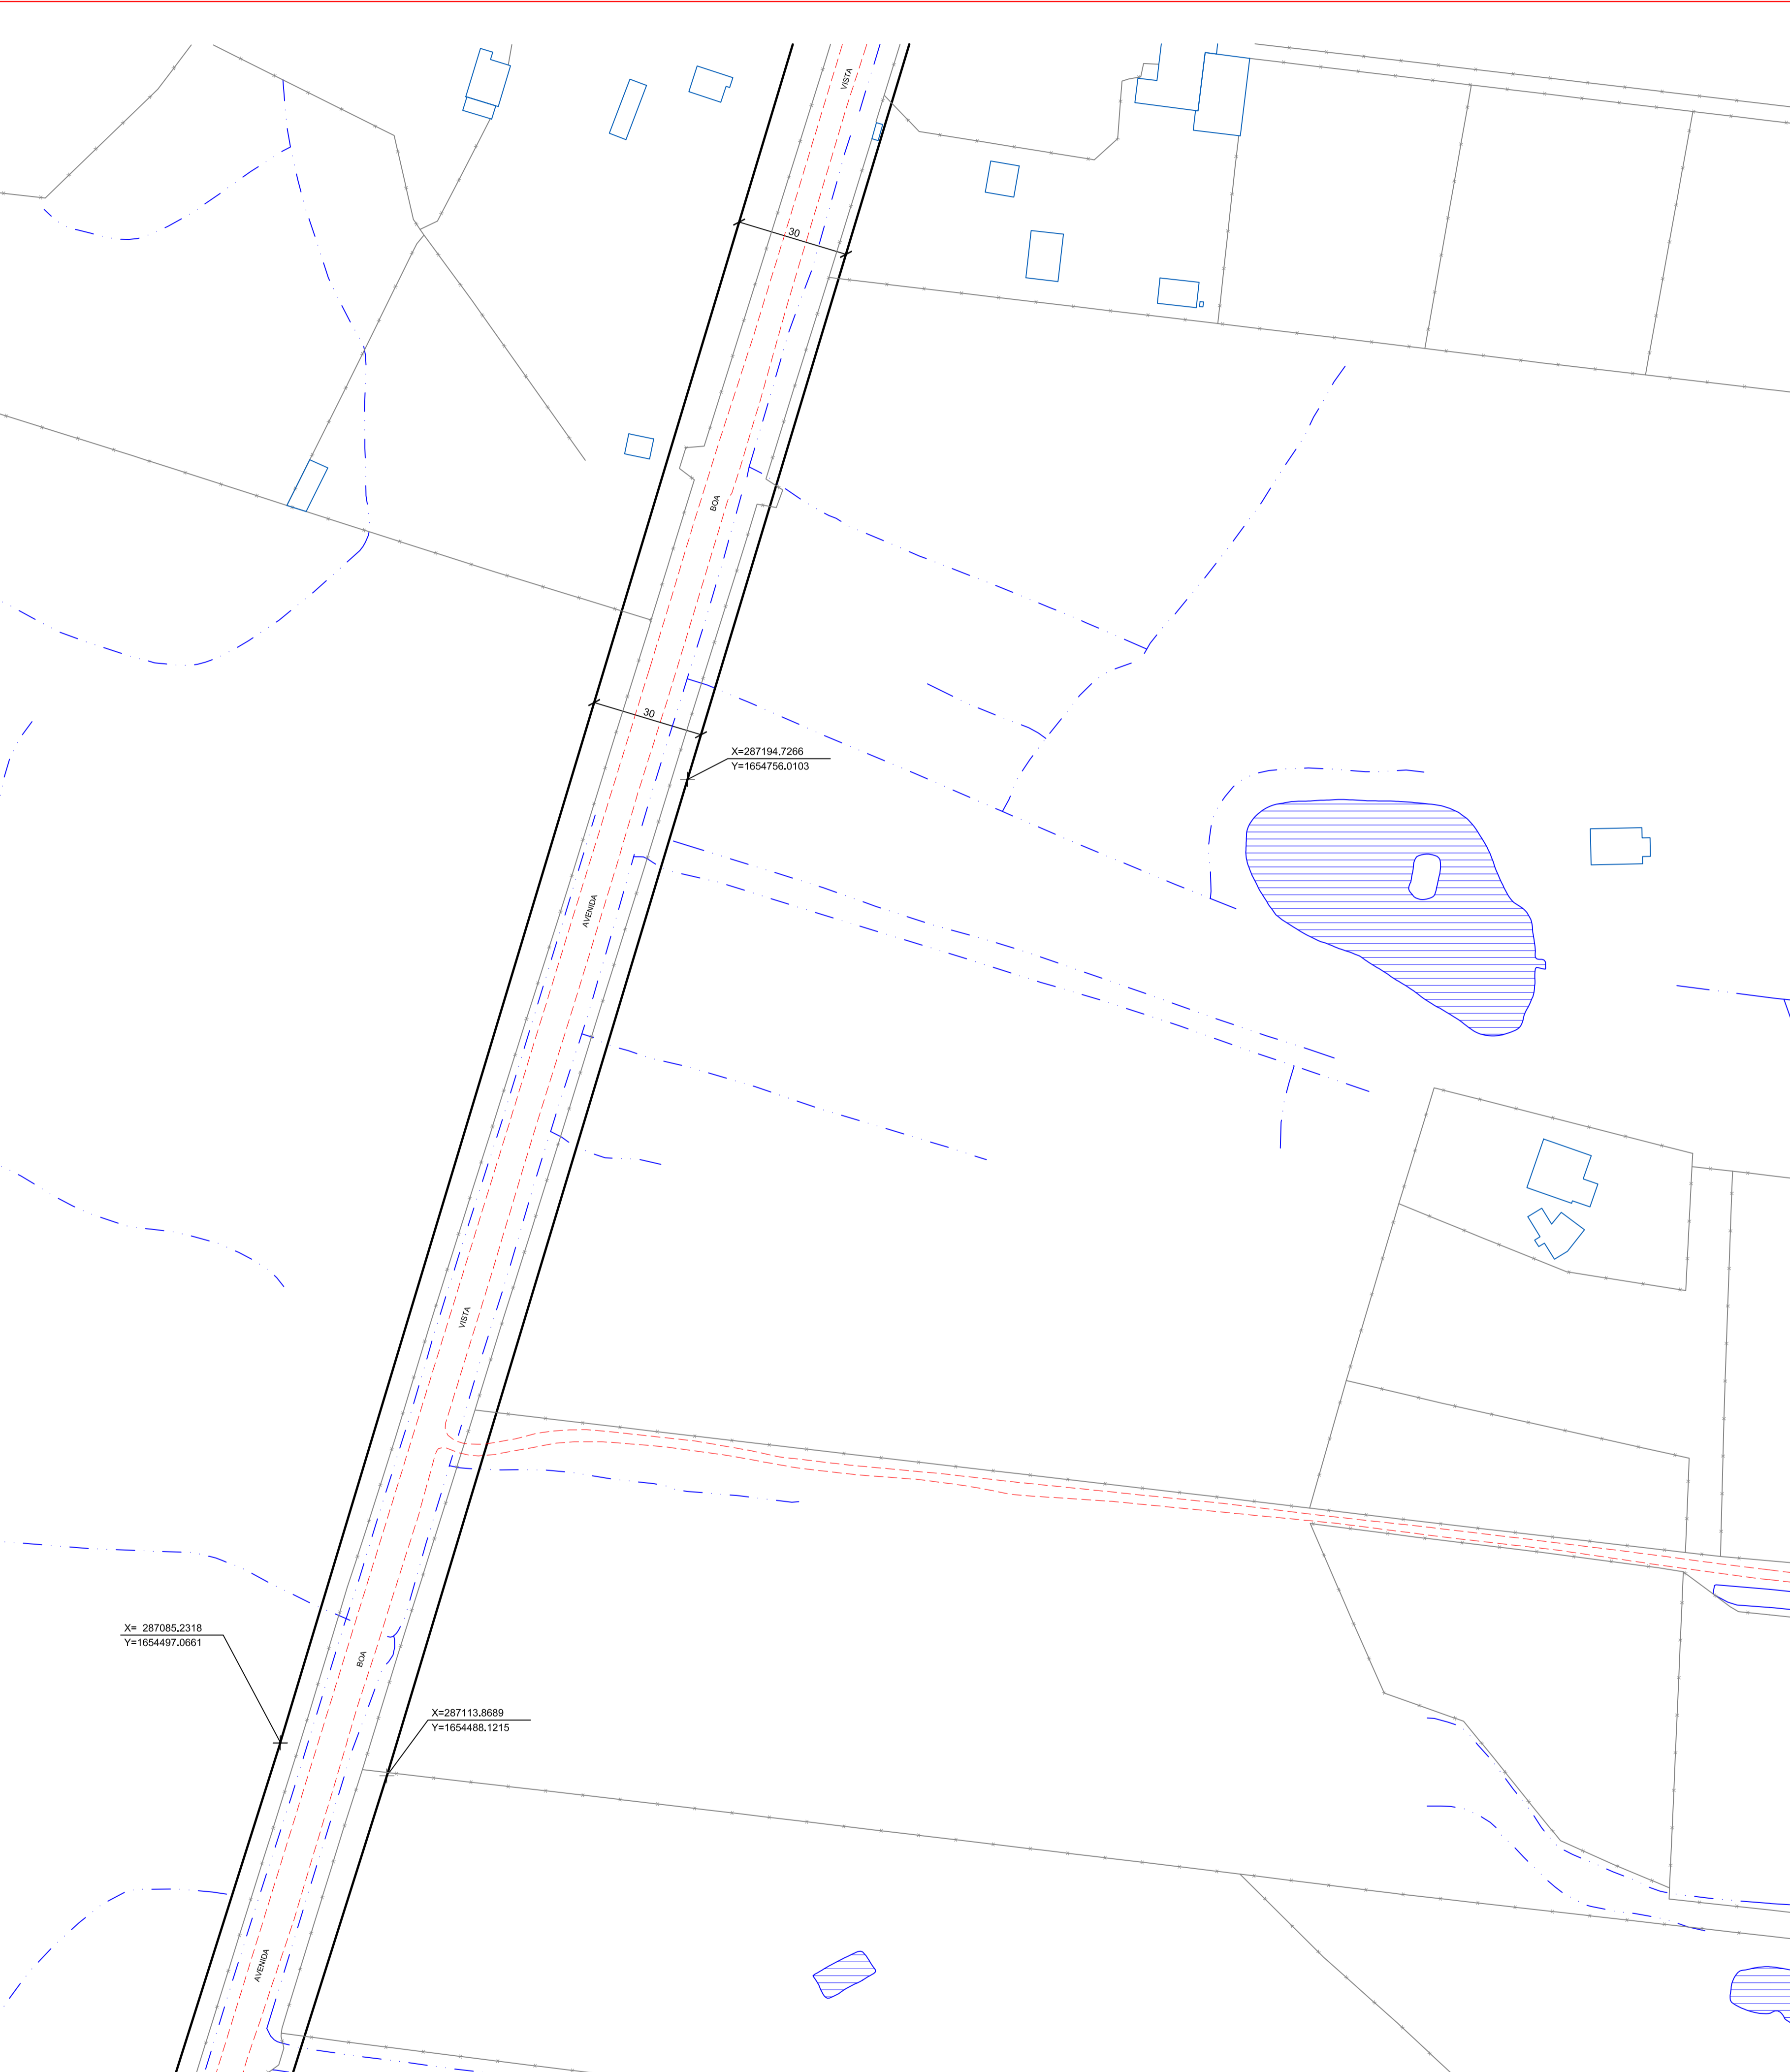 VISTA
30
BOA
30
X=287194.7266
Y=1654756.0103
AVENIDA
VISTA
X= 287085.2318
Y=1654497.0661
BOA
X=287113.8689
Y=1654488.1215
AVENIDA